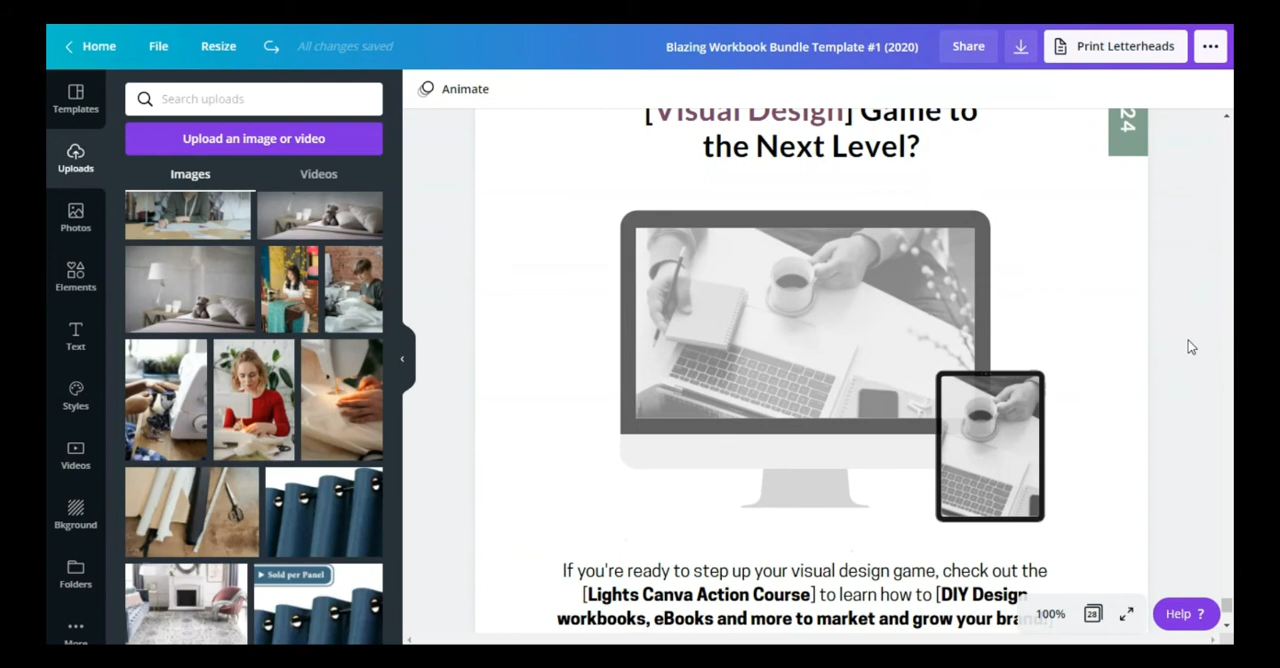 Home File Resize All changes saved Blazing Workbook Bundle Template #1 (2020) Share Print Letterheads
Templates
Uploads
Photos
Elements
Text
Styles
Videos
Bkground
Folders
More
Search uploads
Upload an image or video
Images Videos
Sold per Panel
Animate
[Visual Design] Game to
the Next Level?
24
If you're ready to step up your visual design game, check out the
[Lights Canva Action Course] to learn how to [DIY Design
workbooks, eBooks and more to market and grow your brand.]
100% 28 Help ?